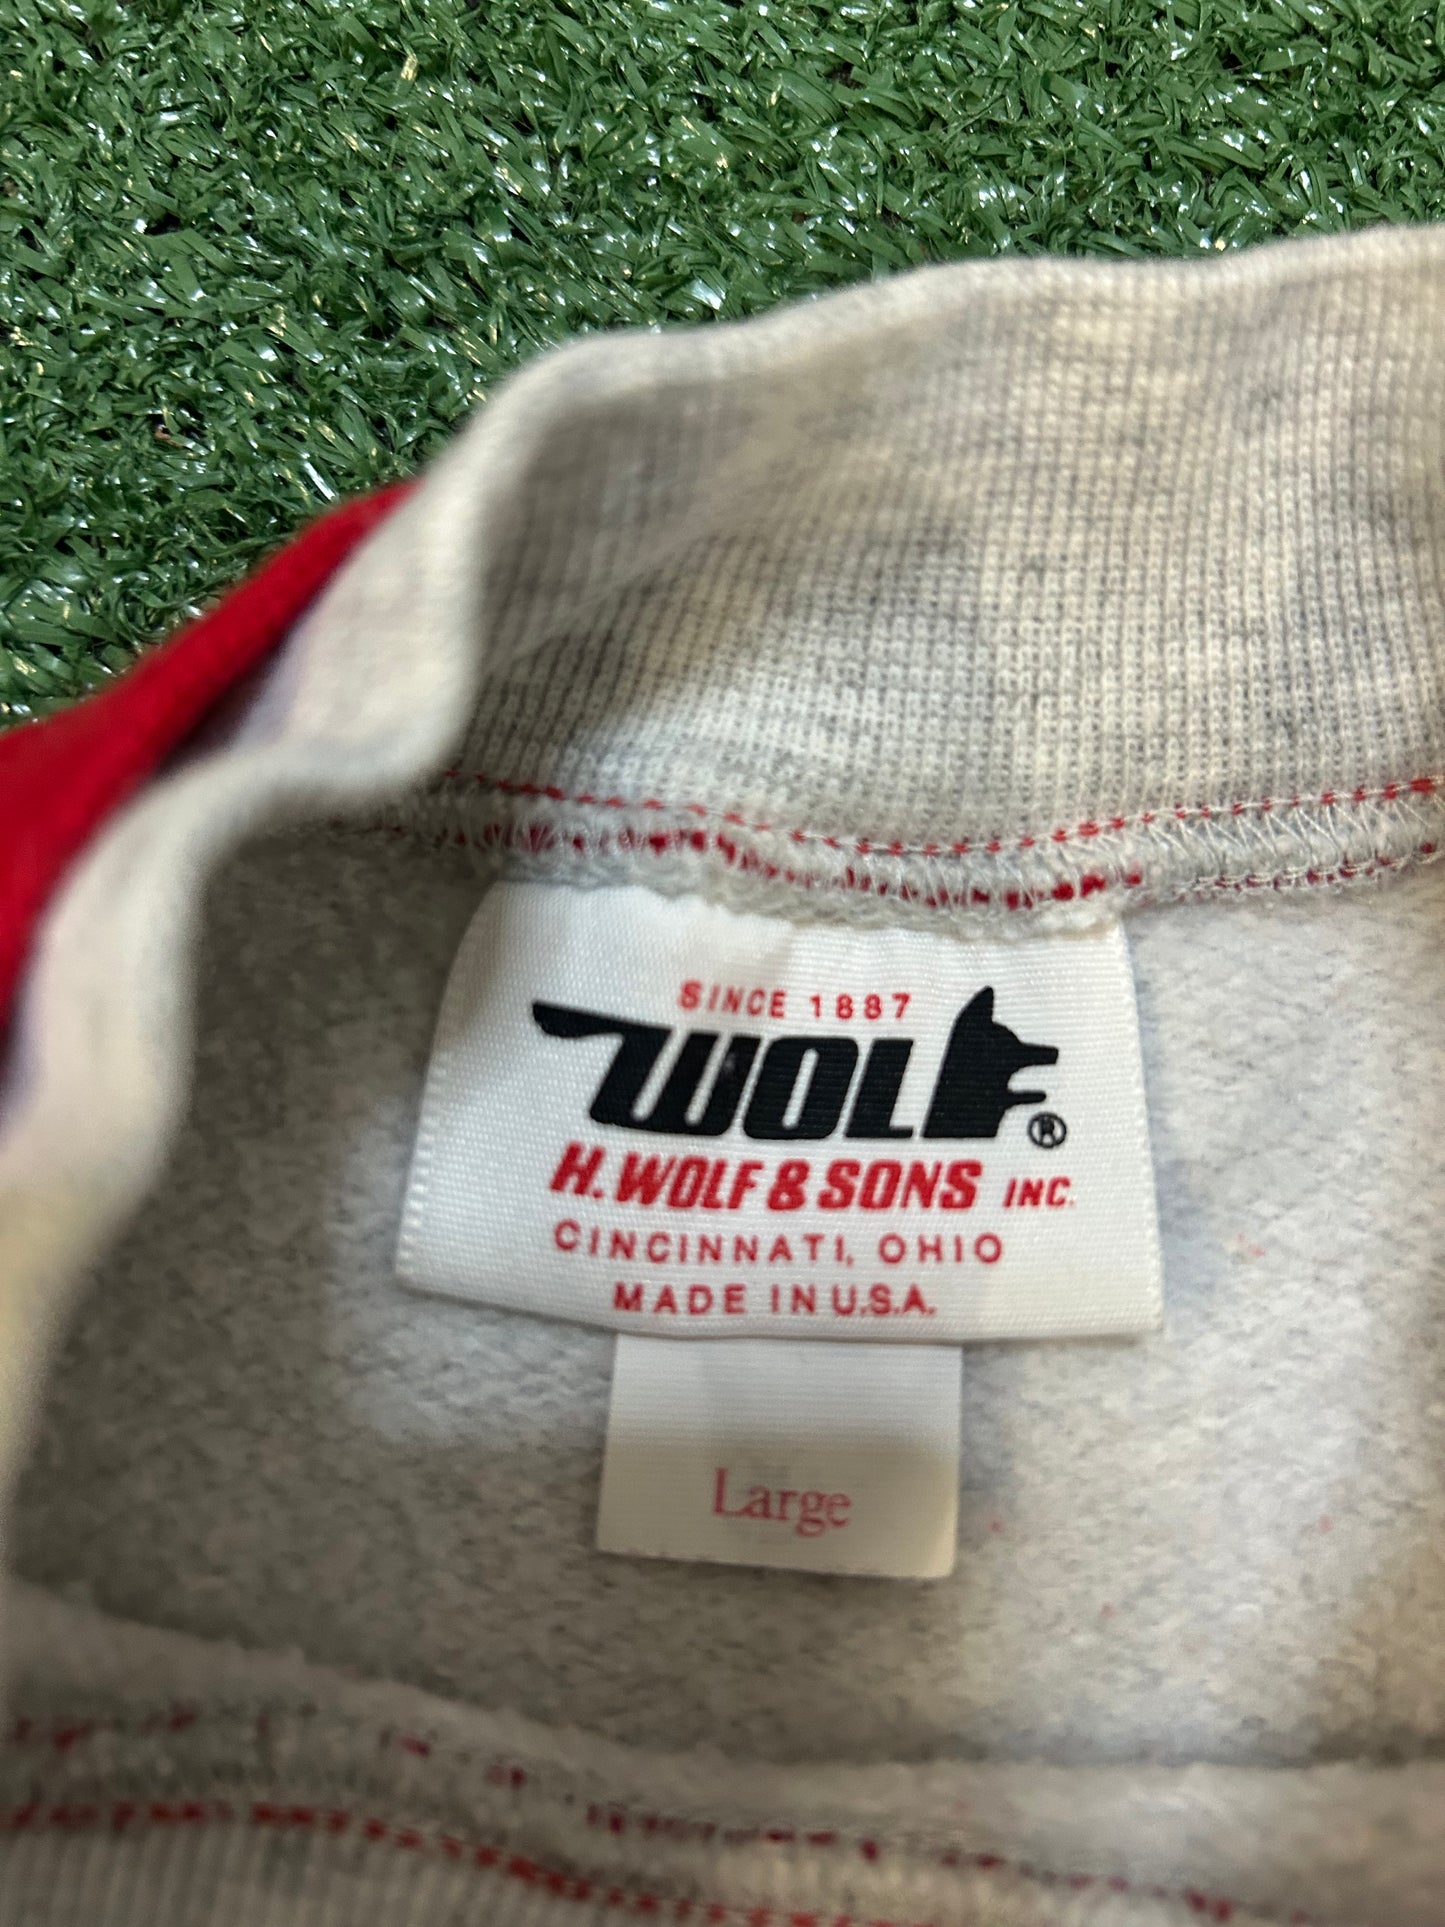 SINCE 1887
WOLF®
H. WOLF & SONS INC.
CINCINNATI, OHIO
MADE IN U.S.A.
Large